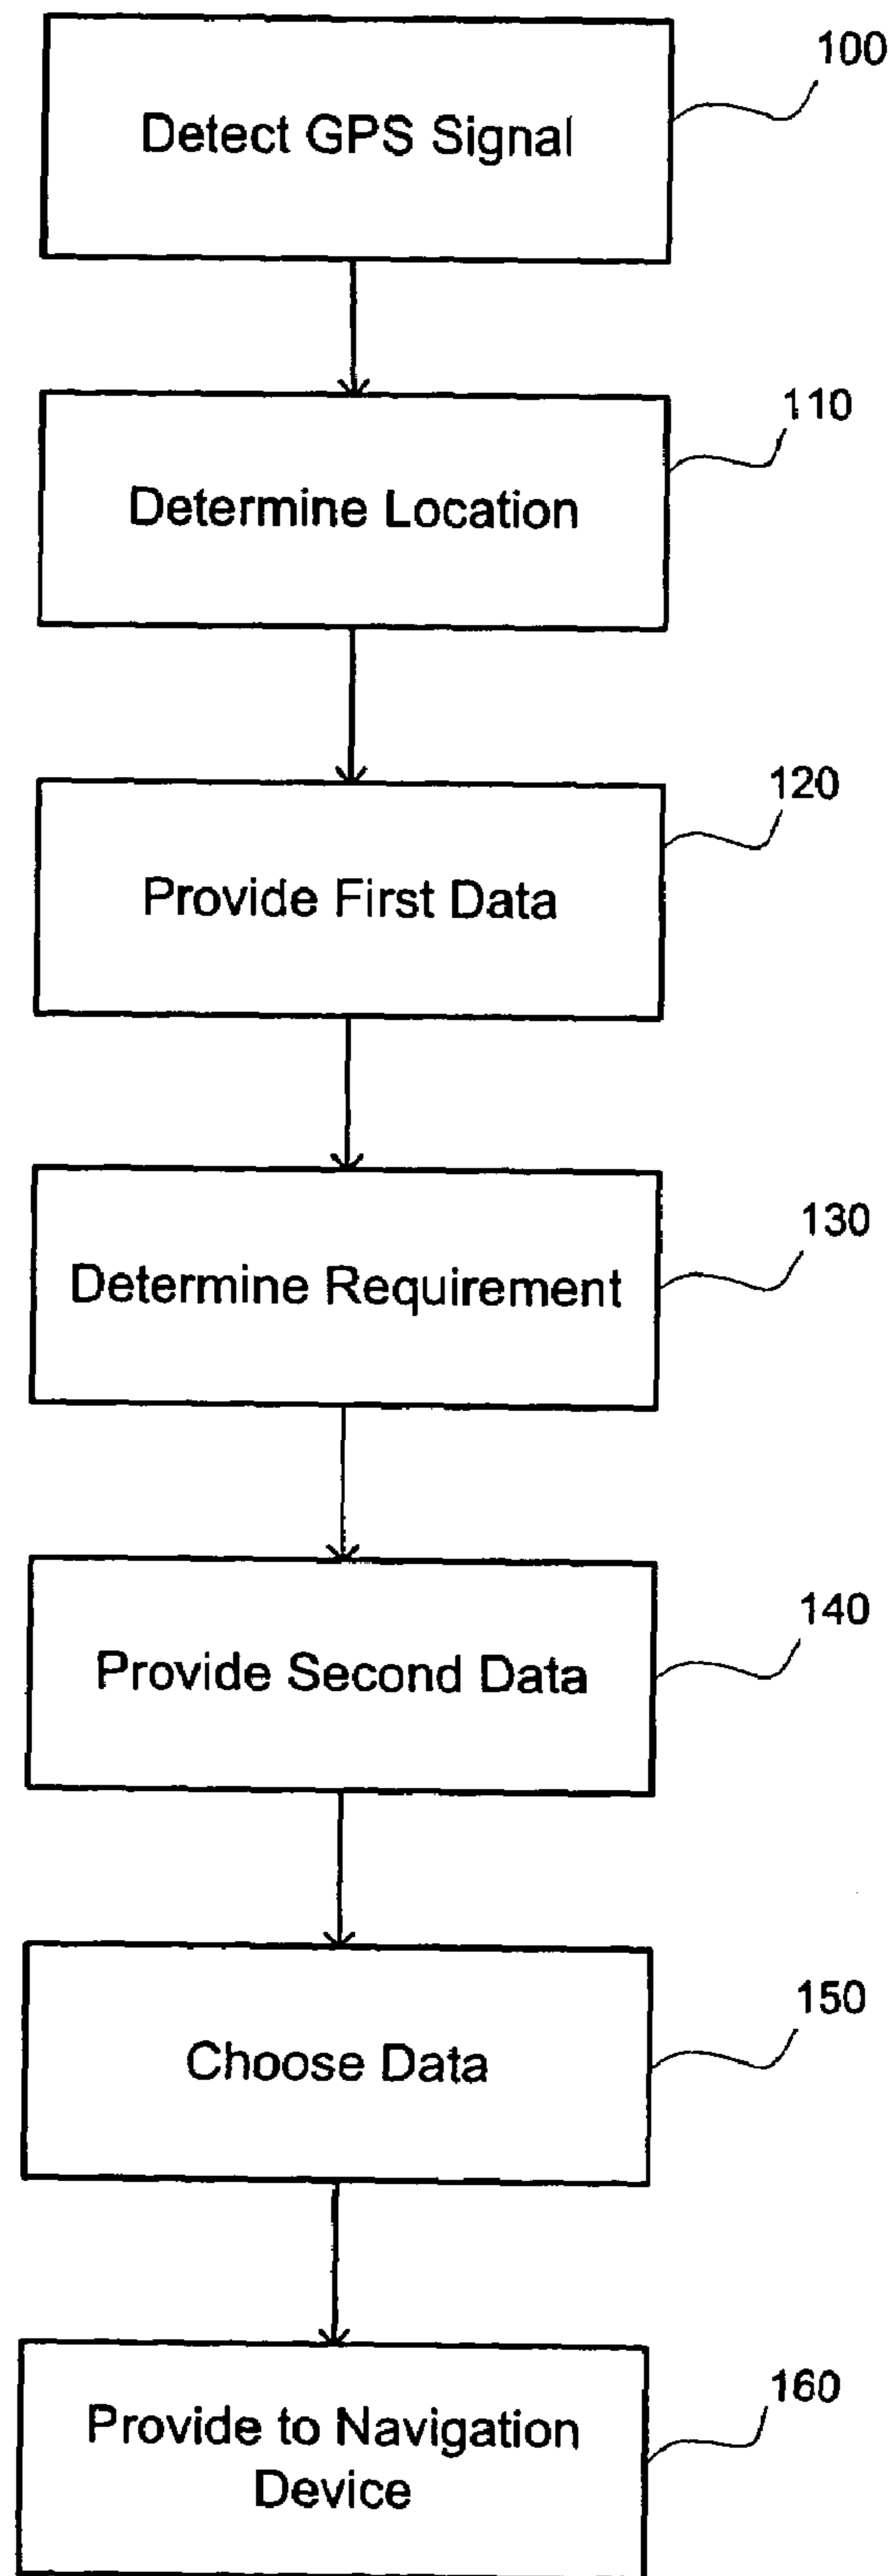 100
Detect GPS Signal
110
Determine Location
120
Provide First Data
130
Determine Requirement
140
Provide Second Data
150
Choose Data
160
Provide to Navigation
Device